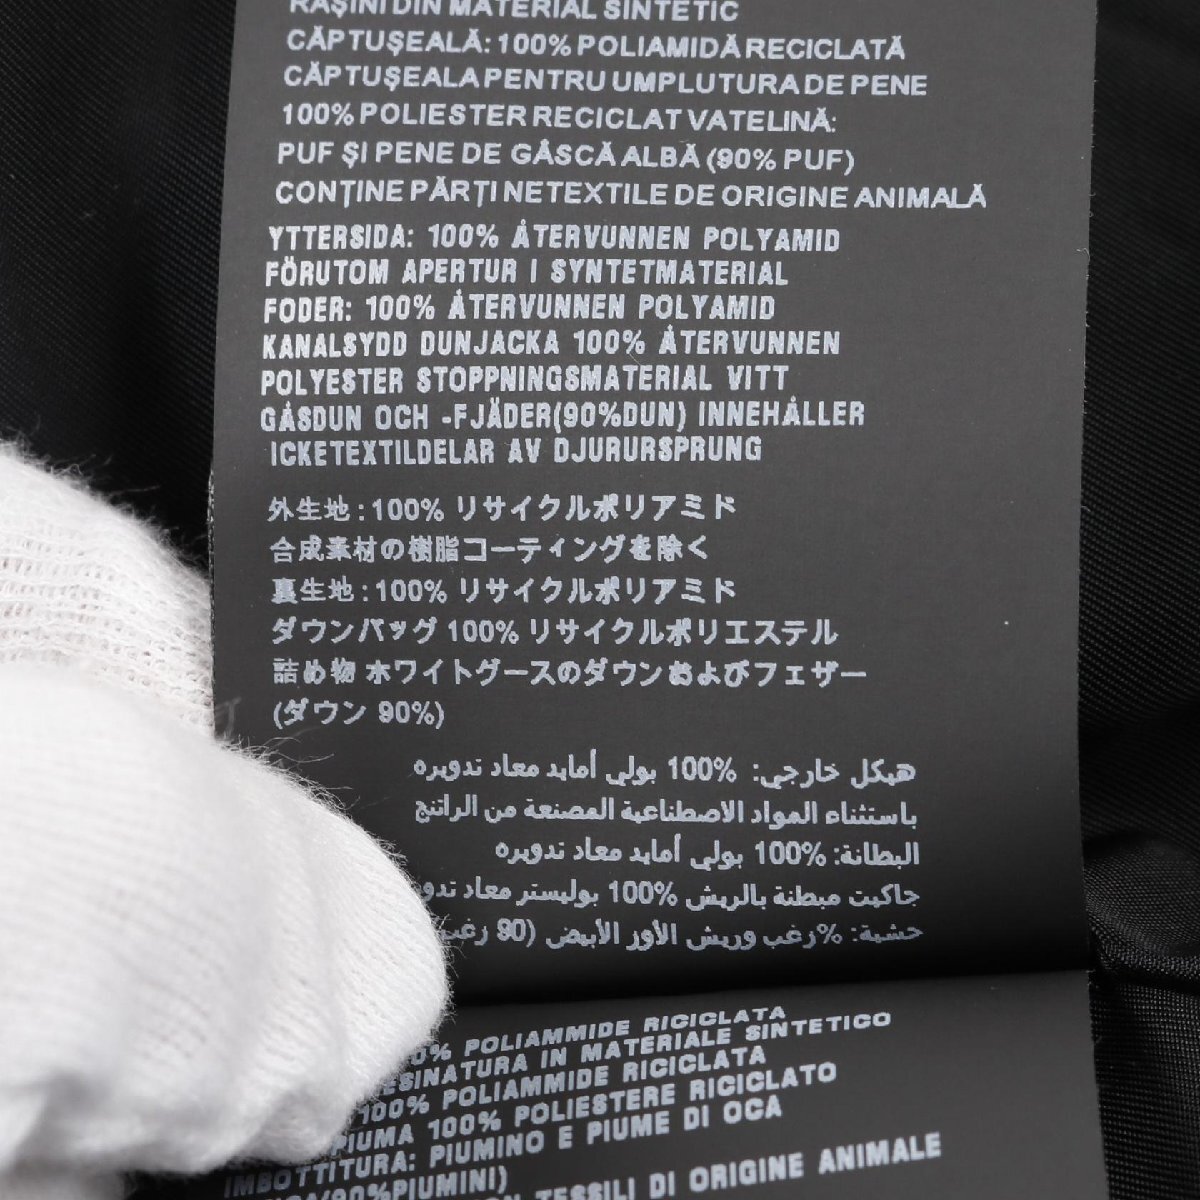 RĂȘINI DIN MATERIAL SINTETIC
CĂPTUȘEALĂ: 100% POLIAMIDĂ RECICLATĂ
CĂPTUȘEALA PENTRU UMPLUTURA DE PENE
100% POLIESTER RECICLAT VATELINĂ:
PUF ȘI PENE DE GÂSCĂ ALBĂ (90% PUF)
CONȚINE PĂRȚI NETEXTILE DE ORIGINE ANIMALĂ
YTTERSIDA: 100% ÅTERVUNNEN POLYAMID
FÖRUTOM APERTUR I SYNTETMATERIAL
FODER: 100% ÅTERVUNNEN POLYAMID
KANALSYDD DUNJACKA 100% ÅTERVUNNEN
POLYESTER STOPPNINGSMATERIAL VITT
GÅSDUN OCH -FJÄDER(90%DUN) INNEHÅLLER
ICKETEXTILDELAR AV DJURURSPRUNG
外生地 : 100% リサイクルポリアミド
合成素材の樹脂コーティングを除く
裏生地 : 100% リサイクルポリアミド
ダウンバッグ 100% リサイクルポリエステル
詰め物 ホワイトグースのダウンおよびフェザー
(ダウン 90%)
هيكل خارجي: 100% بولي أمايد معاد تدويره
باستثناء المواد الاصطناعية المصنعة من الراتنج
البطانة: 100% بولي أمايد معاد تدويره
جاكيت مبطنة بالريش 100% بوليستر معاد
حشية: %زغب وريش الأوز الأبيض (90
0% POLIAMMIDE RICICLATA
ESINATURA IN MATERIALE SINTETICO
100% POLIAMMIDE RICICLATA
PIUMA 100% POLIESTERE RICICLATO
IMBOTTITURA: PIUMINO E PIUME DI OCA
(90%PIUMINI)
TESSILI DI ORIGINE ANIMALE